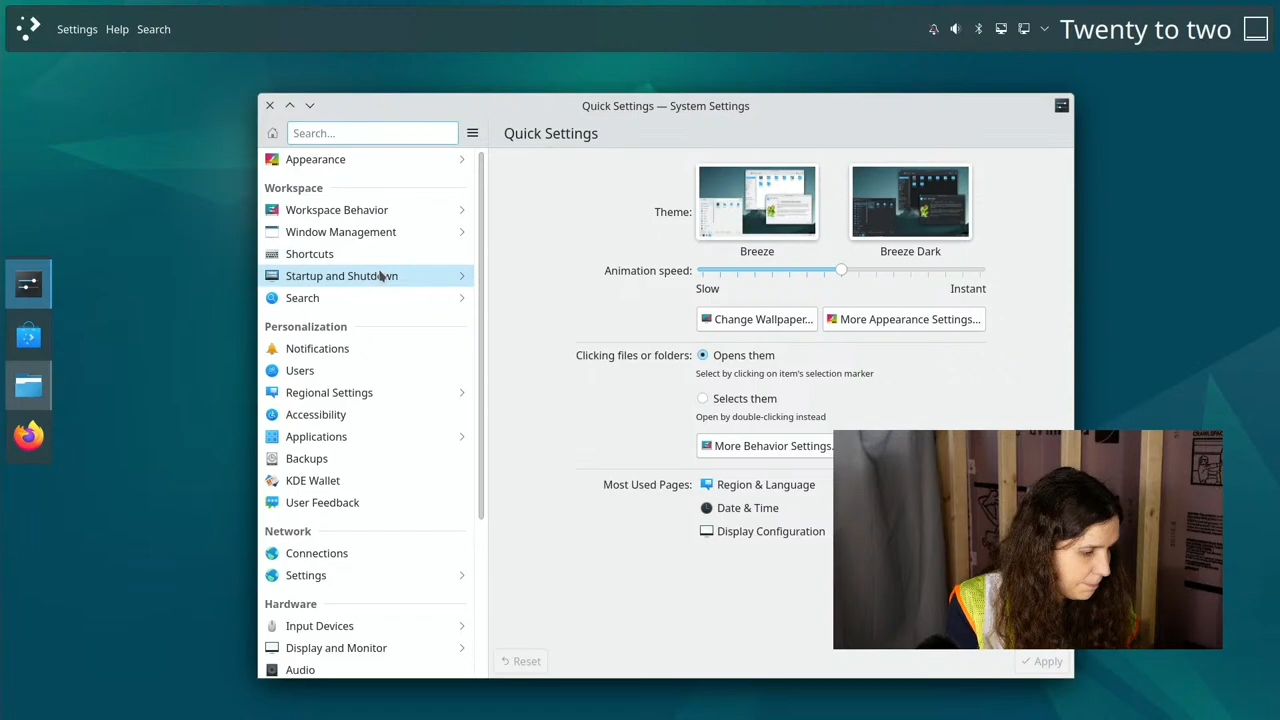 Settings Help Search
Twenty to two
Quick Settings — System Settings
Search...
Quick Settings
Appearance
Workspace
Workspace Behavior
Window Management
Shortcuts
Startup and Shutdown
Search
Personalization
Notifications
Users
Regional Settings
Accessibility
Applications
Backups
KDE Wallet
User Feedback
Network
Connections
Settings
Hardware
Input Devices
Display and Monitor
Audio
Theme:
Breeze
Breeze Dark
Animation speed:
Slow
Instant
Change Wallpaper...
More Appearance Settings...
Clicking files or folders:
Opens them
Select by clicking on item's selection marker
Selects them
Open by double-clicking instead
More Behavior Settings.
Most Used Pages:
Region & Language
Date & Time
Display Configuration
Reset
Apply